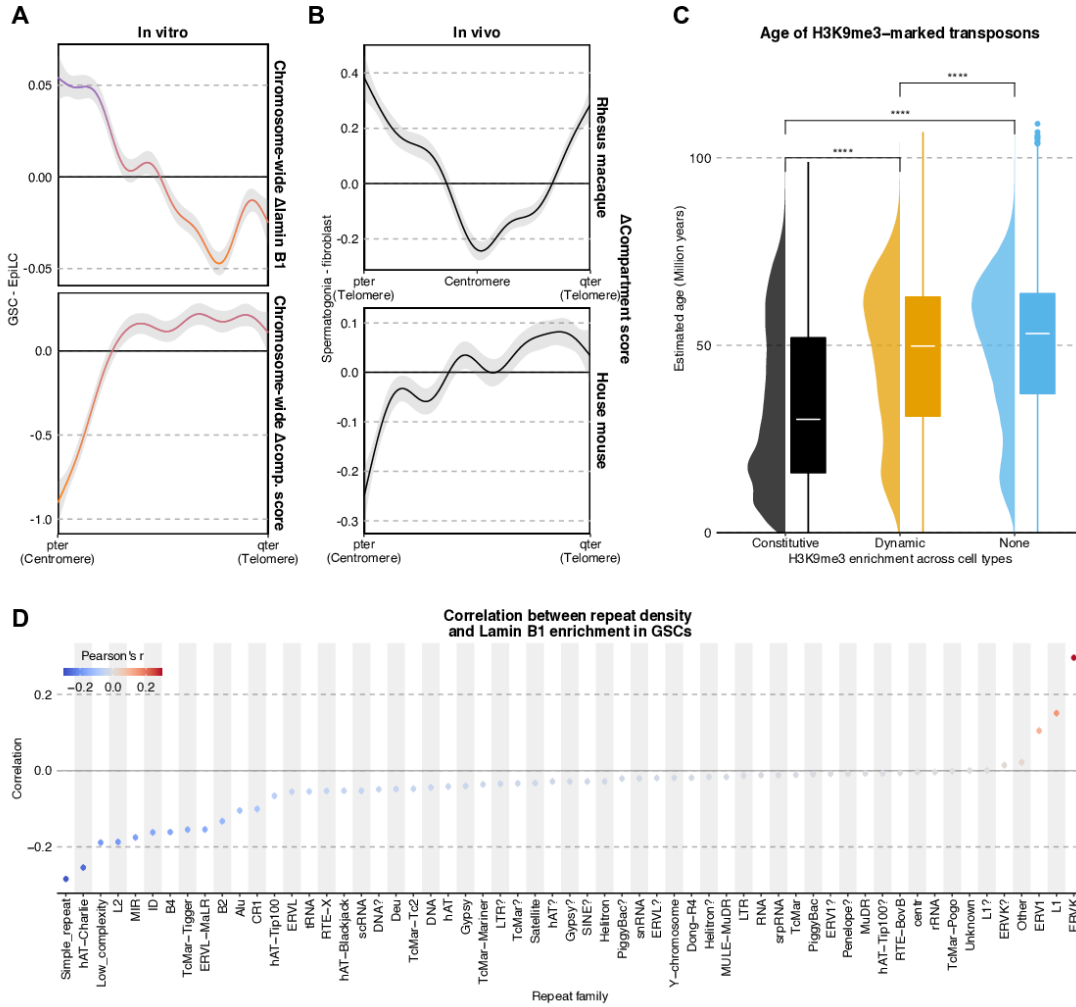 A
In vitro
GSC - EpiLC
0.05
0.00
-0.05
Chromosome-wide Δlamin B1
0.0
-0.5
-1.0
Chromosome-wide Δcomp. score
pter
(Centromere)
qter
(Telomere)
B
In vivo
Spermatogonia - fibroblast
0.4
0.2
0.0
-0.2
Rhesus macaque
pter
(Telomere)
Centromere
qter
(Telomere)
ΔCompartment score
0.1
0.0
-0.1
-0.2
-0.3
House mouse
pter
(Centromere)
qter
(Telomere)
C
Age of H3K9me3-marked transposons
Estimated age (Million years)
100
50
0
****
****
****
Constitutive
Dynamic
None
H3K9me3 enrichment across cell types
D
Correlation between repeat density
and Lamin B1 enrichment in GSCs
Pearson's r
-0.2 0.0 0.2
Correlation
0.2
0.0
-0.2
Simple_repeat
hAT-Charlie
Low_complexity
L2
MIR
ID
B4
TcMar-Tigger
ERVL-MaLR
B2
Alu
CR1
hAT-Tip100
ERVL
tRNA
RTE-X
hAT-Blackjack
scRNA
DNA?
Deu
TcMar-Tc2
DNA
hAT
Gypsy
TcMar-Mariner
LTR?
TcMar?
Satellite
hAT?
Gypsy?
SINE?
Helitron
PiggyBac?
snRNA
ERVL?
Y-chromosome
Dong-R4
Helitron?
MULE-MuDR
LTR
RNA
srpRNA
TcMar
PiggyBac
ERV1?
Penelope?
MuDR
hAT-Tip100?
RTE-BovB
centr
rRNA
TcMar-Pogo
Unknown
L1?
ERVK?
Other
ERV1
L1
ERVK
Repeat family